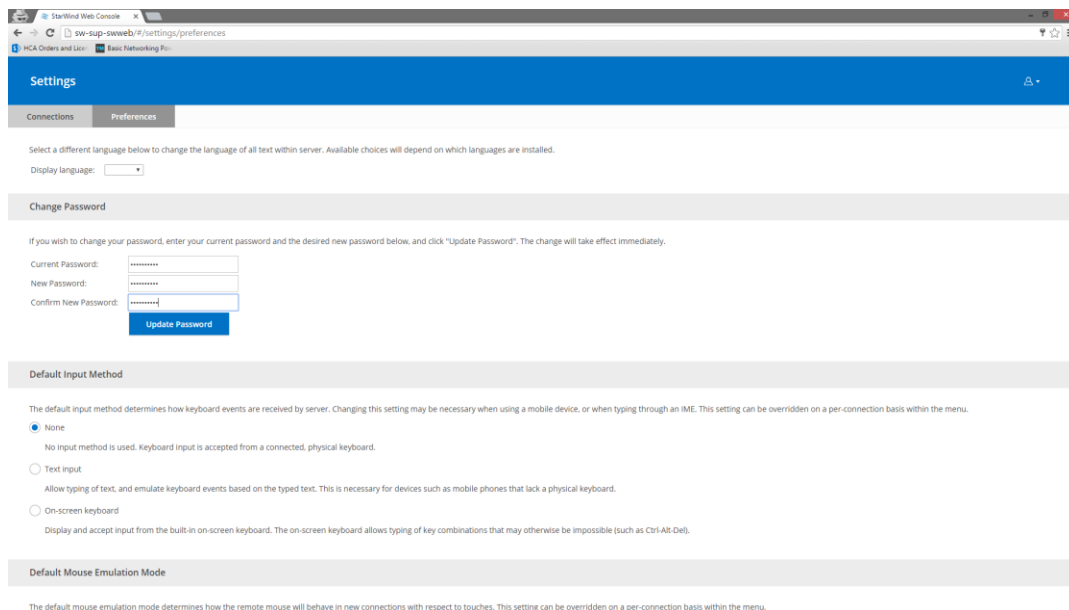 StarWind Web Console
sw-sup-swweb/#/settings/preferences
HCA Orders and Licen Basic Networking Po
Settings
Connections Preferences
Select a different language below to change the language of all text within server. Available choices will depend on which languages are installed.
Display language:
Change Password
If you wish to change your password, enter your current password and the desired new password below, and click "Update Password". The change will take effect immediately.
Current Password: ••••••••••
New Password: ••••••••••
Confirm New Password: ••••••••••
Update Password
Default Input Method
The default input method determines how keyboard events are received by server. Changing this setting may be necessary when using a mobile device, or when typing through an IME. This setting can be overridden on a per-connection basis within the menu.
None
No input method is used. Keyboard input is accepted from a connected, physical keyboard.
Text input
Allow typing of text, and emulate keyboard events based on the typed text. This is necessary for devices such as mobile phones that lack a physical keyboard.
On-screen keyboard
Display and accept input from the built-in on-screen keyboard. The on-screen keyboard allows typing of key combinations that may otherwise be impossible (such as Ctrl-Alt-Del).
Default Mouse Emulation Mode
The default mouse emulation mode determines how the remote mouse will behave in new connections with respect to touches. This setting can be overridden on a per-connection basis within the menu.